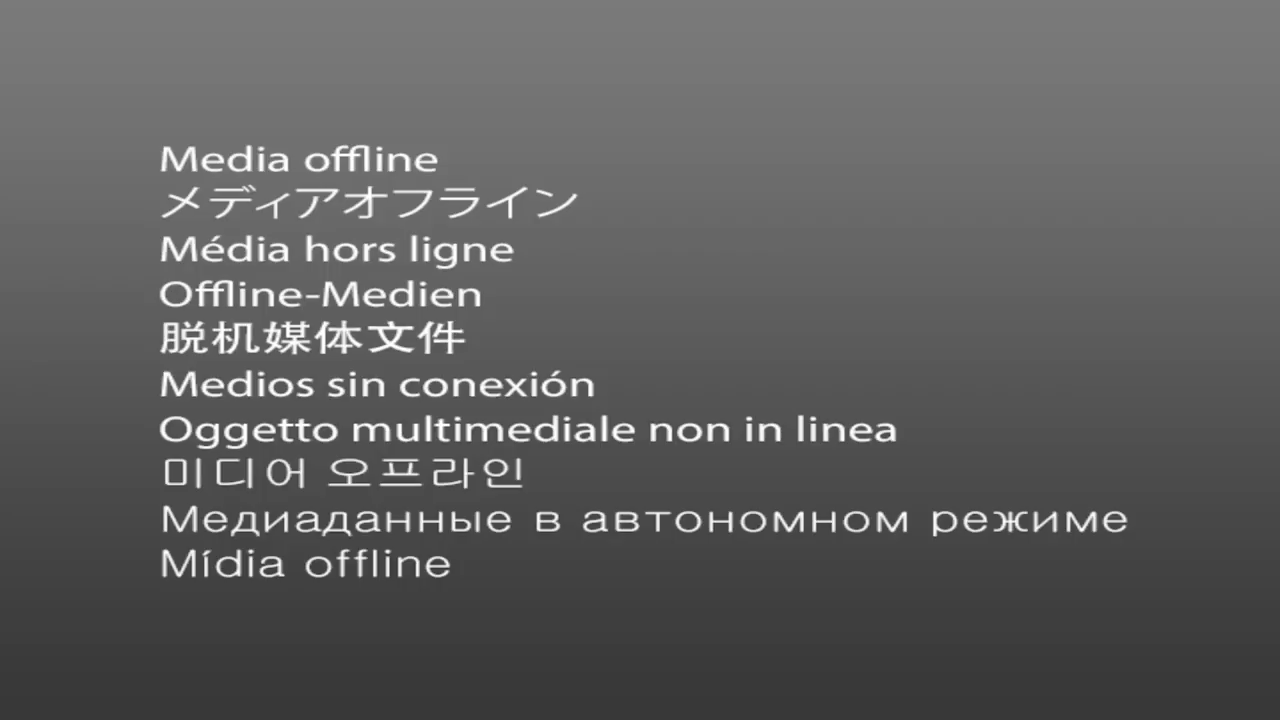 Media offline
メディアオフライン
Média hors ligne
Offline-Medien
脱机媒体文件
Medios sin conexión
Oggetto multimediale non in linea
미디어 오프라인
Медиаданные в автономном режиме
Mídia offline